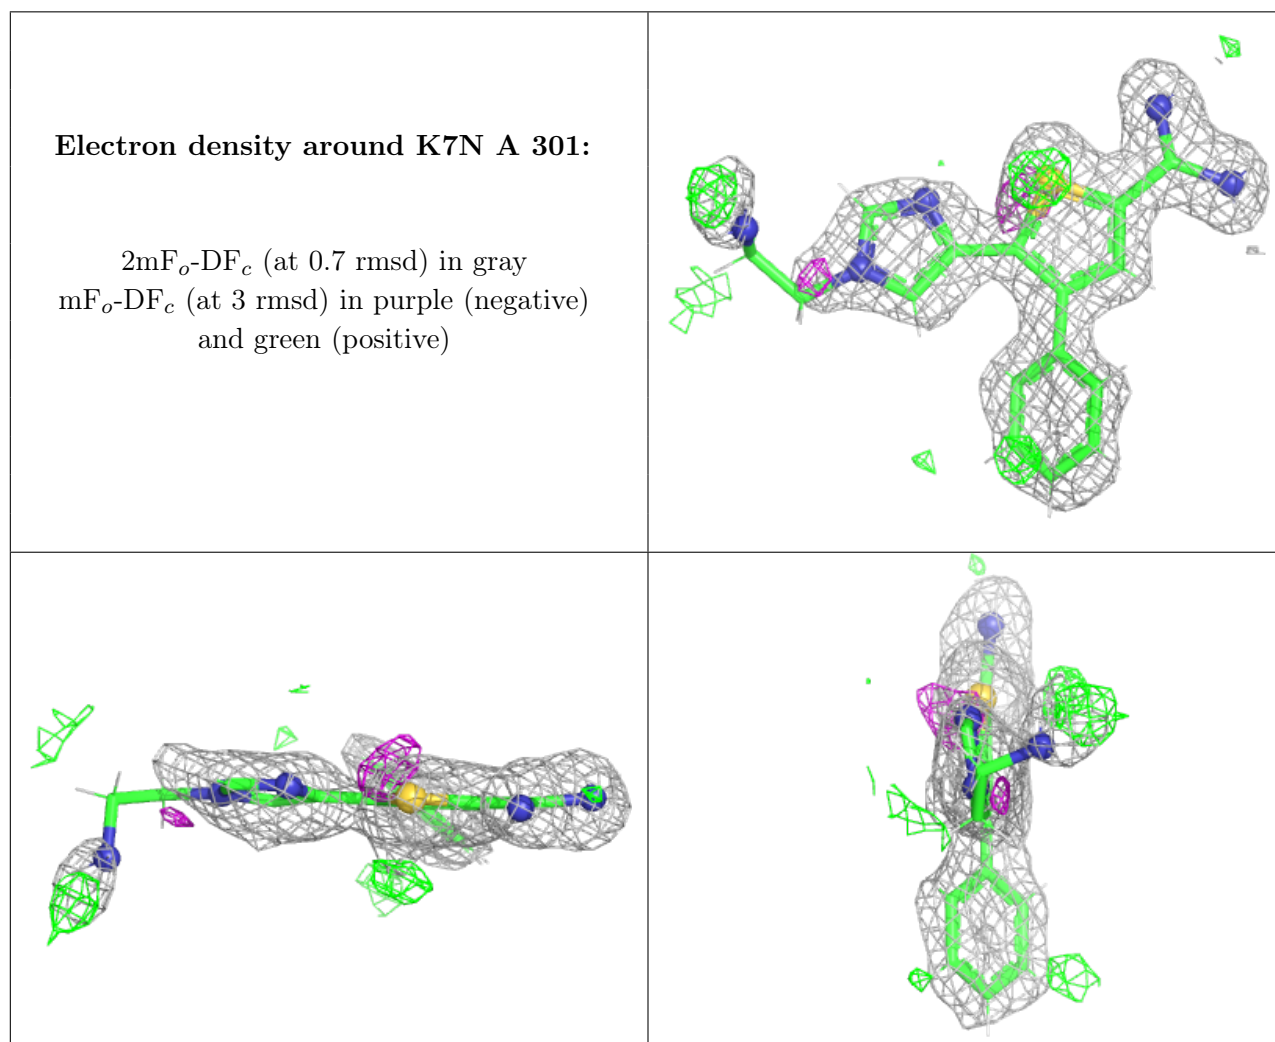 Electron density around K7N A 301:
2mFₒ-DF𝒸 (at 0.7 rmsd) in gray
mFₒ-DF𝒸 (at 3 rmsd) in purple (negative)
and green (positive)